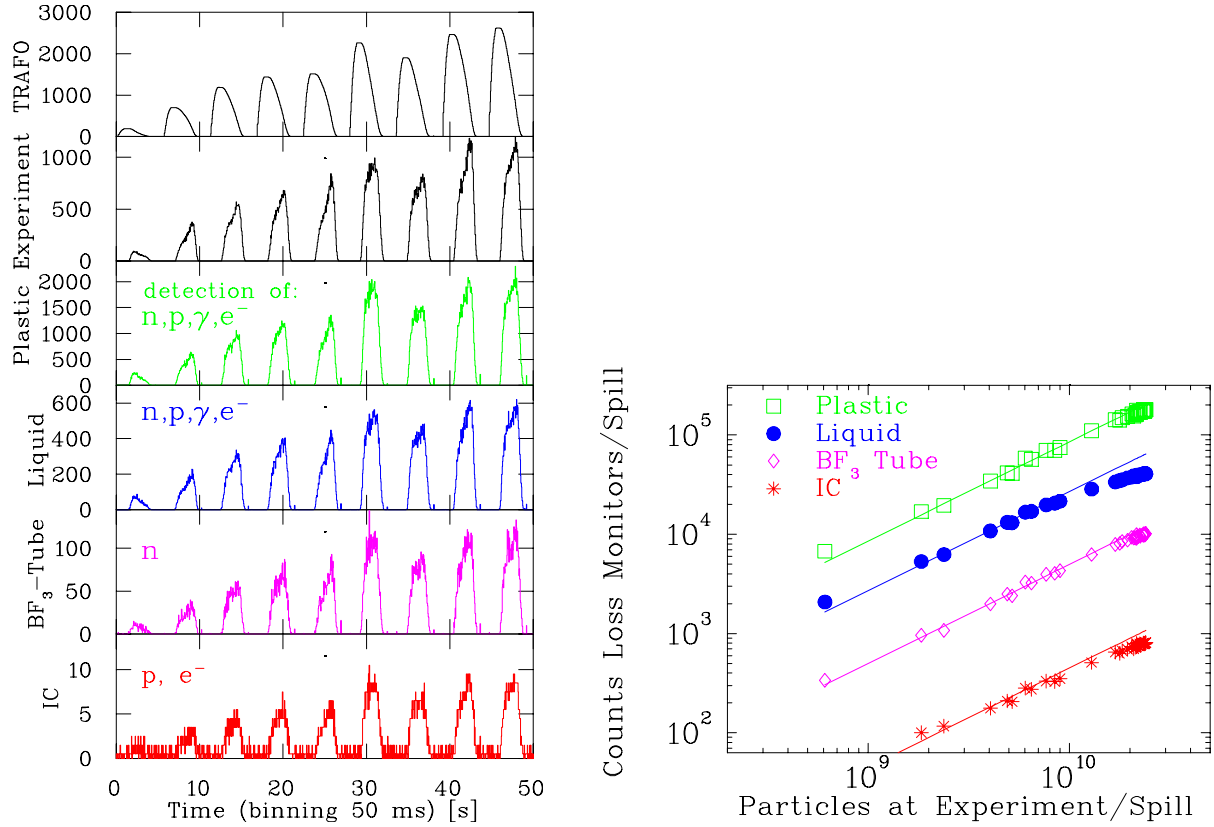 TRAFO
3000
2000
1000
0
Experiment
1000
500
0
Plastic
2000
1500
1000
500
0
detection of:
n,p,γ,e⁻
Liquid
600
400
200
0
n,p,γ,e⁻
BF₃-Tube
100
50
0
n
IC
10
5
0
p, e⁻
0 10 20 30 40 50
Time (binning 50 ms) [s]
Counts Loss Monitors/Spill
10⁵
10⁴
10³
10²
Plastic
Liquid
BF₃ Tube
IC
10⁹ 10¹⁰
Particles at Experiment/Spill